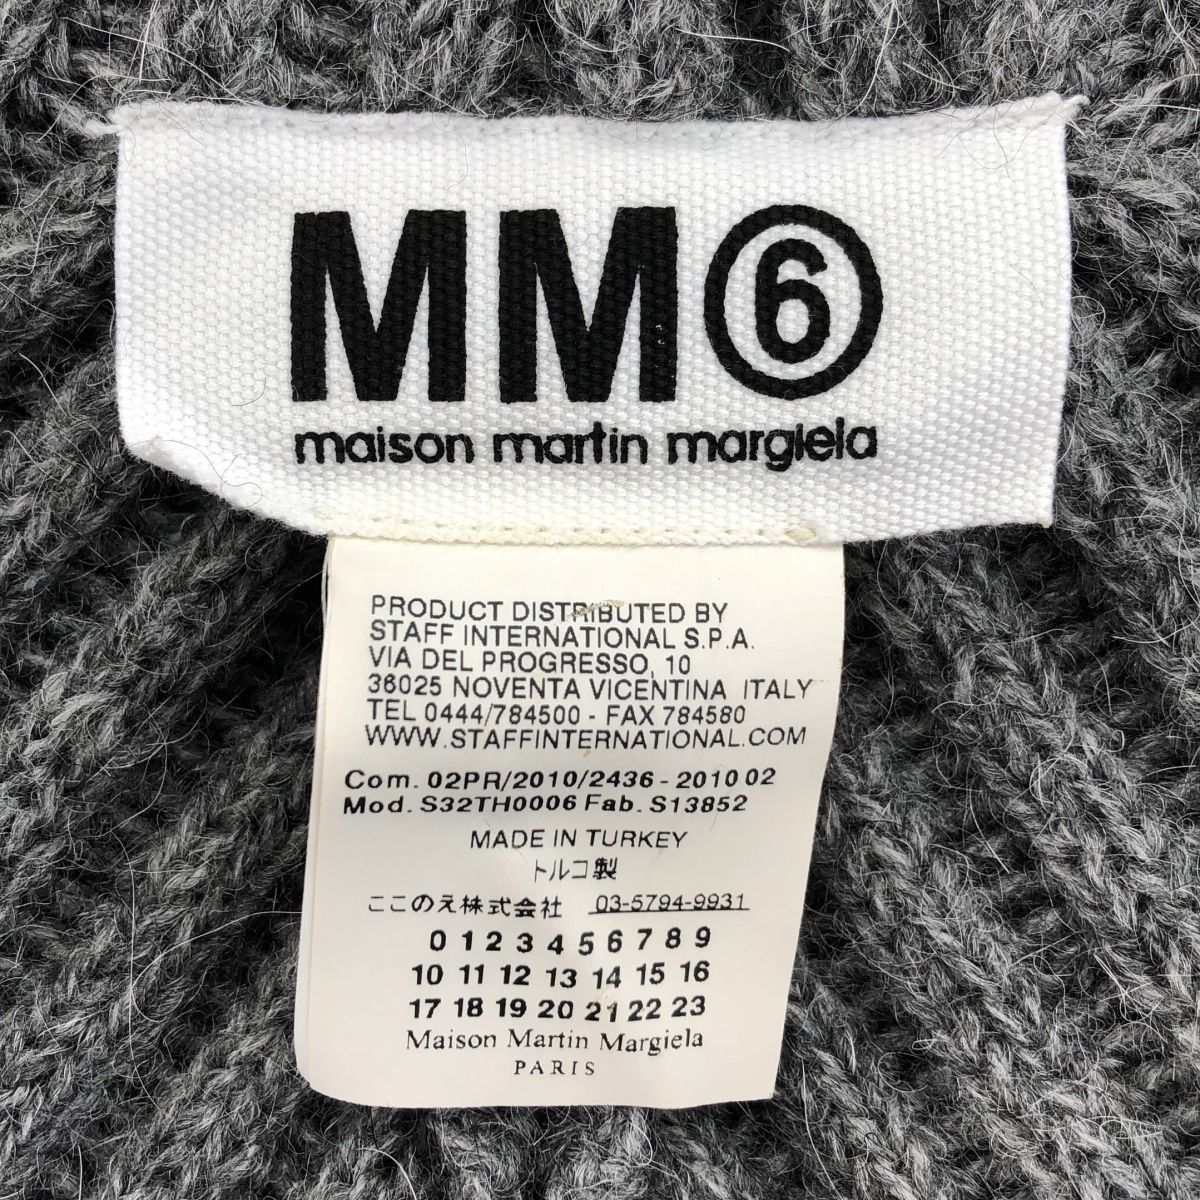 MM⑥
maison martin margiela
PRODUCT DISTRIBUTED BY
STAFF INTERNATIONAL S.P.A.
VIA DEL PROGRESSO, 10
36025 NOVENTA VICENTINA ITALY
TEL 0444/784500 - FAX 784580
WWW.STAFFINTERNATIONAL.COM
Com. 02PR/2010/2436 - 2010 02
Mod. S32TH0006 Fab. S13852
MADE IN TURKEY
トルコ製
ここのえ株式会社 03-5794-9931
0 1 2 3 4 5 6 7 8 9
10 11 12 13 14 15 16
17 18 19 20 21 22 23
Maison Martin Margiela
PARIS